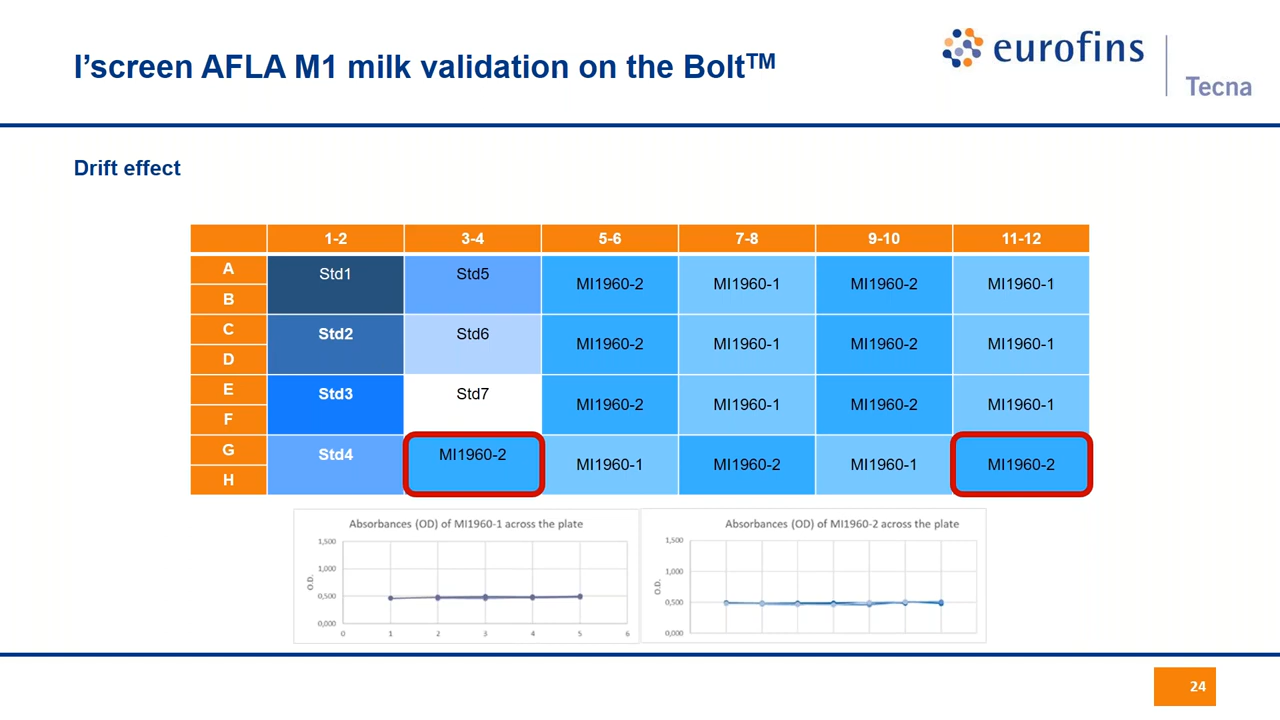 I’screen AFLA M1 milk validation on the Bolt™
eurofins
Tecna
Drift effect
1-2 3-4 5-6 7-8 9-10 11-12
A
B
Std1 Std5 MI1960-2 MI1960-1 MI1960-2 MI1960-1
C
D
Std2 Std6 MI1960-2 MI1960-1 MI1960-2 MI1960-1
E
F
Std3 Std7 MI1960-2 MI1960-1 MI1960-2 MI1960-1
G
H
Std4 MI1960-2 MI1960-1 MI1960-2 MI1960-1 MI1960-2
Absorbances (OD) of MI1960-1 across the plate
1,500
1,000
0,500
0,000
O.D.
0 1 2 3 4 5 6
Absorbances (OD) of MI1960-2 across the plate
1,500
1,000
0,500
0,000
O.D.
24